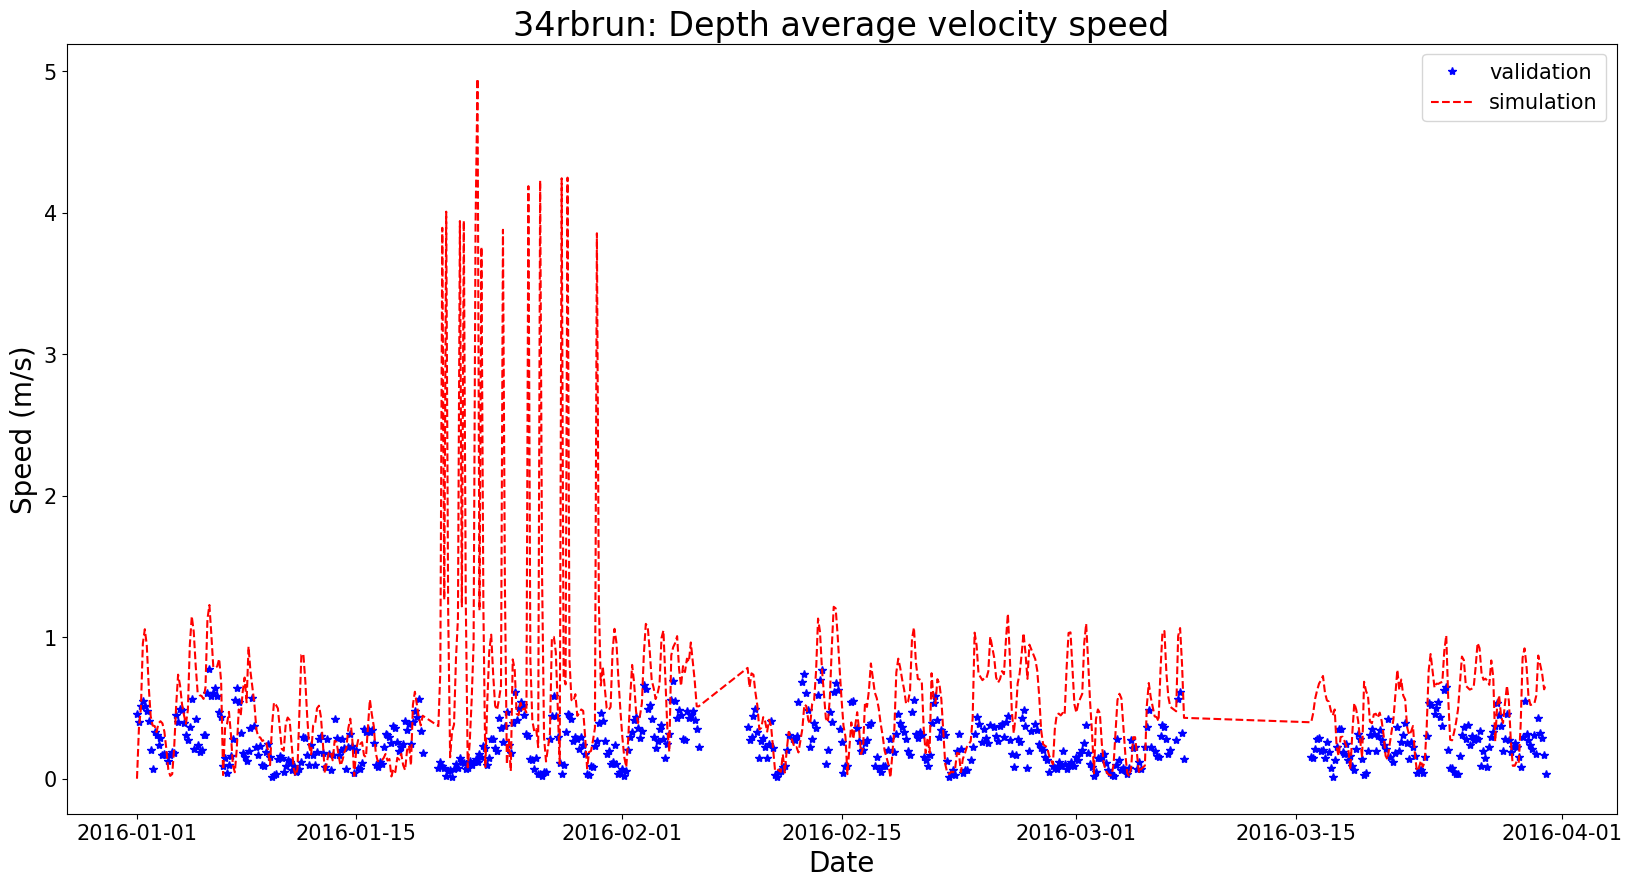 34rbrun: Depth average velocity speed
validation
simulation
Speed (m/s)
5
4
3
2
1
0
2016-01-01
2016-01-15
2016-02-01
2016-02-15
2016-03-01
2016-03-15
2016-04-01
Date